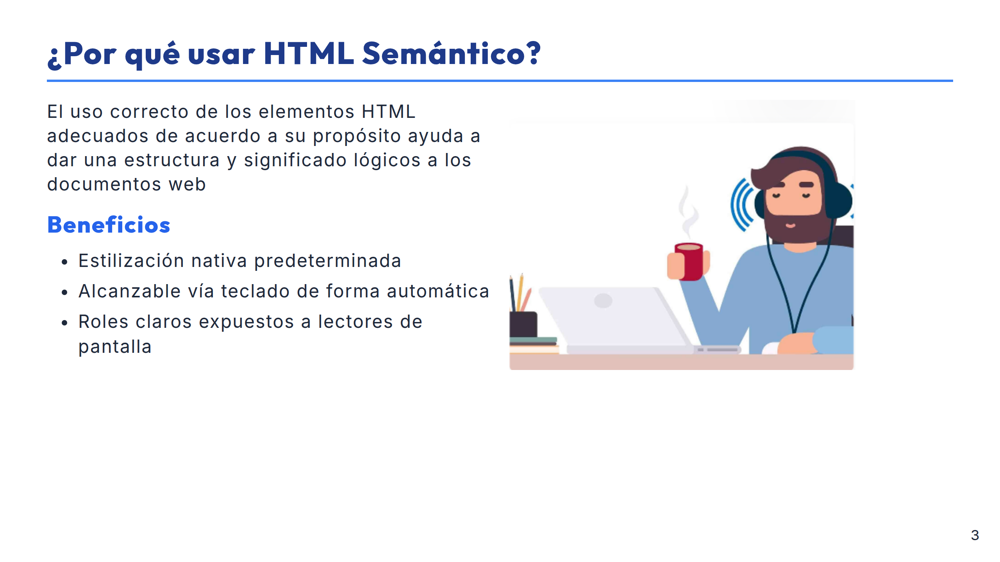 ¿Por qué usar HTML Semántico?
El uso correcto de los elementos HTML
adecuados de acuerdo a su propósito ayuda a
dar una estructura y significado lógicos a los
documentos web
Beneficios
• Estilización nativa predeterminada
• Alcanzable vía teclado de forma automática
• Roles claros expuestos a lectores de
pantalla
3